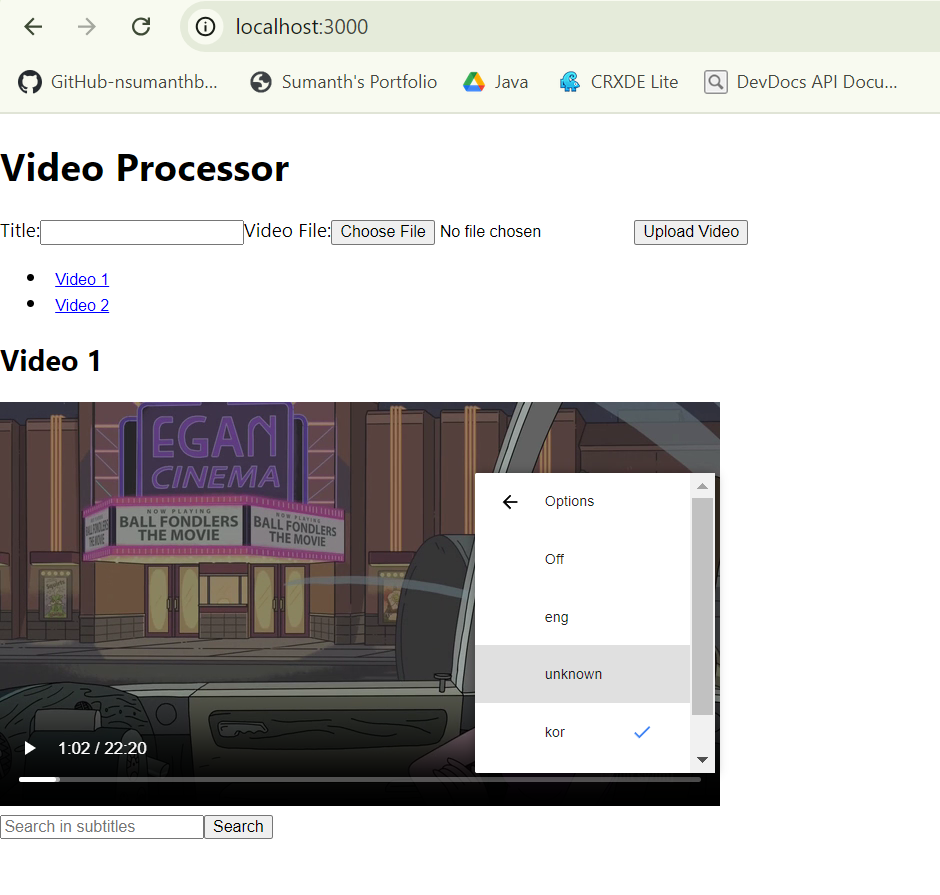 localhost:3000
GitHub-nsumanthb... Sumanth's Portfolio Java CRXDE Lite DevDocs API Docu...
Video Processor
Title: Video File: Choose File No file chosen Upload Video
Video 1
Video 2
Video 1
EGAN
CINEMA
NOW PLAYING
BALL FONDLERS
THE MOVIE
NOW PLAYING
BALL FONDLERS
THE MOVIE
Options
Off
eng
unknown
kor
1:02 / 22:20
Search in subtitles Search